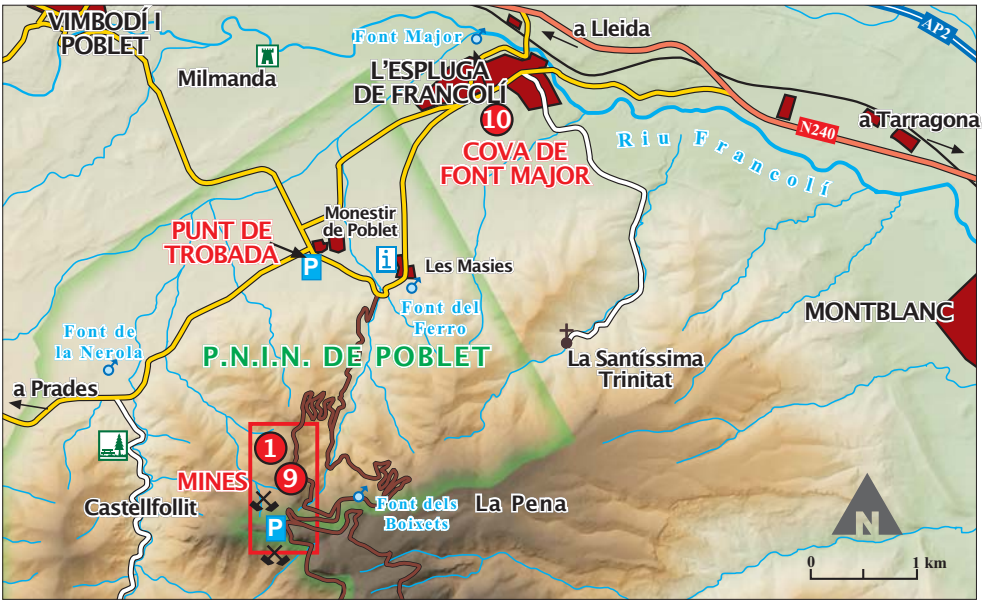 VIMBODÍ I
POBLET
Milmanda
Font Major
a Lleida
AP2
L'ESPLUGA
DE FRANCOLÍ
10
COVA DE
FONT MAJOR
N240
a Tarragona
Riu Francolí
Monestir
de Poblet
PUNT DE
TROBADA
P
i
Les Masies
Font del
Ferro
MONTBLANC
Font de
la Nerola
P.N.I.N. DE POBLET
La Santíssima
Trinitat
a Prades
1
9
MINES
Castellfollit
Font dels
Boixets
La Pena
P
N
0
1 km